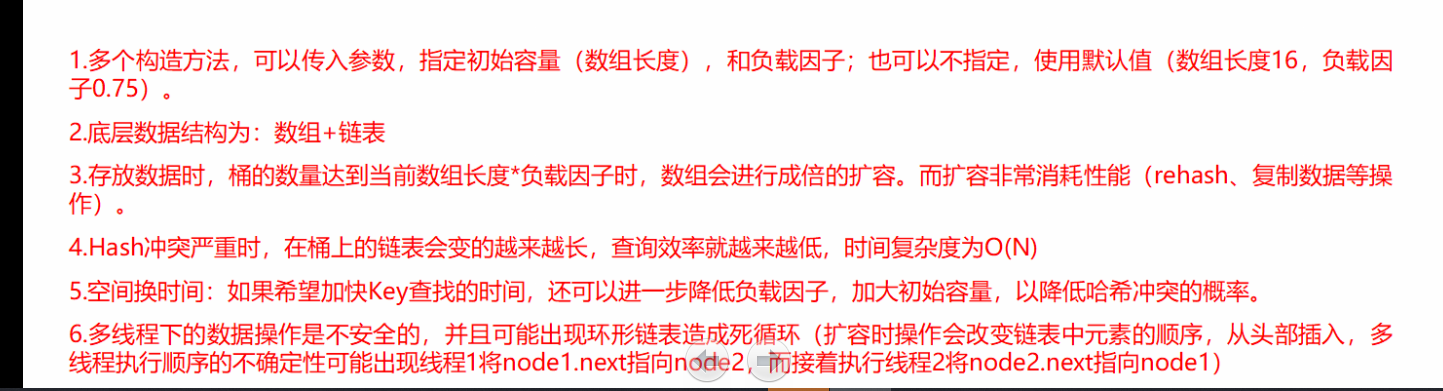 1.多个构造方法，可以传入参数，指定初始容量（数组长度），和负载因子；也可以不指定，使用默认值（数组长度16，负载因
子0.75）。
2.底层数据结构为：数组+链表
3.存放数据时，桶的数量达到当前数组长度*负载因子时，数组会进行成倍的扩容。而扩容非常消耗性能（rehash、复制数据等操
作）。
4.Hash冲突严重时，在桶上的链表会变的越来越长，查询效率就越来越低，时间复杂度为O(N)
5.空间换时间：如果希望加快Key查找的时间，还可以进一步降低负载因子，加大初始容量，以降低哈希冲突的概率。
6.多线程下的数据操作是不安全的，并且可能出现环形链表造成死循环（扩容时操作会改变链表中元素的顺序，从头部插入，多
线程执行顺序的不确定性可能出现线程1将node1.next指向node2，而接着执行线程2将node2.next指向node1）